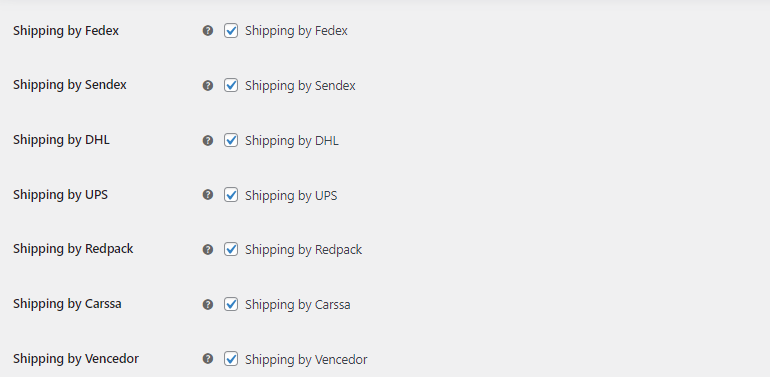 Shipping by Fedex ? Shipping by Fedex
Shipping by Sendex ? Shipping by Sendex
Shipping by DHL ? Shipping by DHL
Shipping by UPS ? Shipping by UPS
Shipping by Redpack ? Shipping by Redpack
Shipping by Carssa ? Shipping by Carssa
Shipping by Vencedor ? Shipping by Vencedor